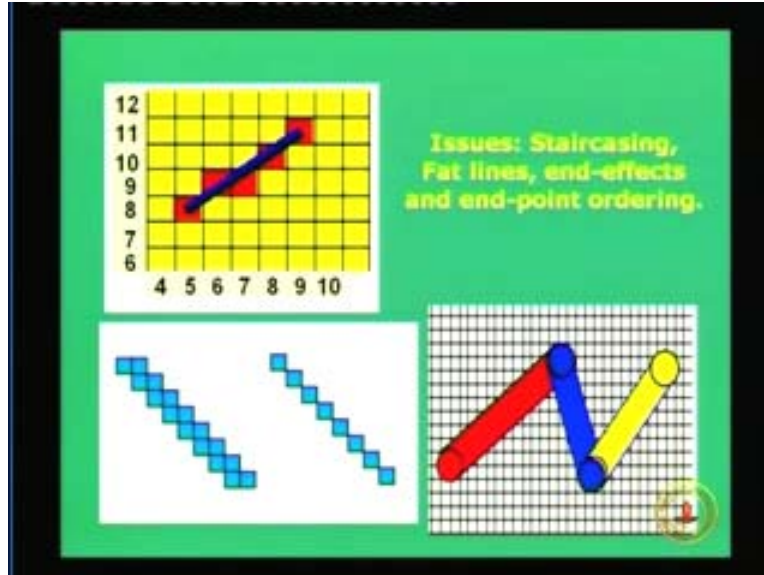 12
11
10
9
8
7
6
4 5 6 7 8 9 10
Issues: Staircasing,
Fat lines, end-effects
and end-point ordering.